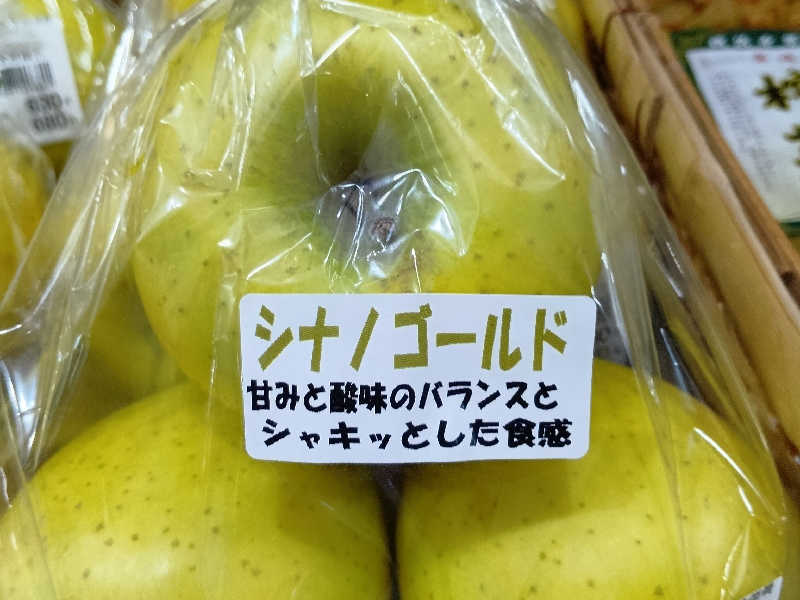 シナノゴールド
甘みと酸味のバランスと
シャキッとした食感